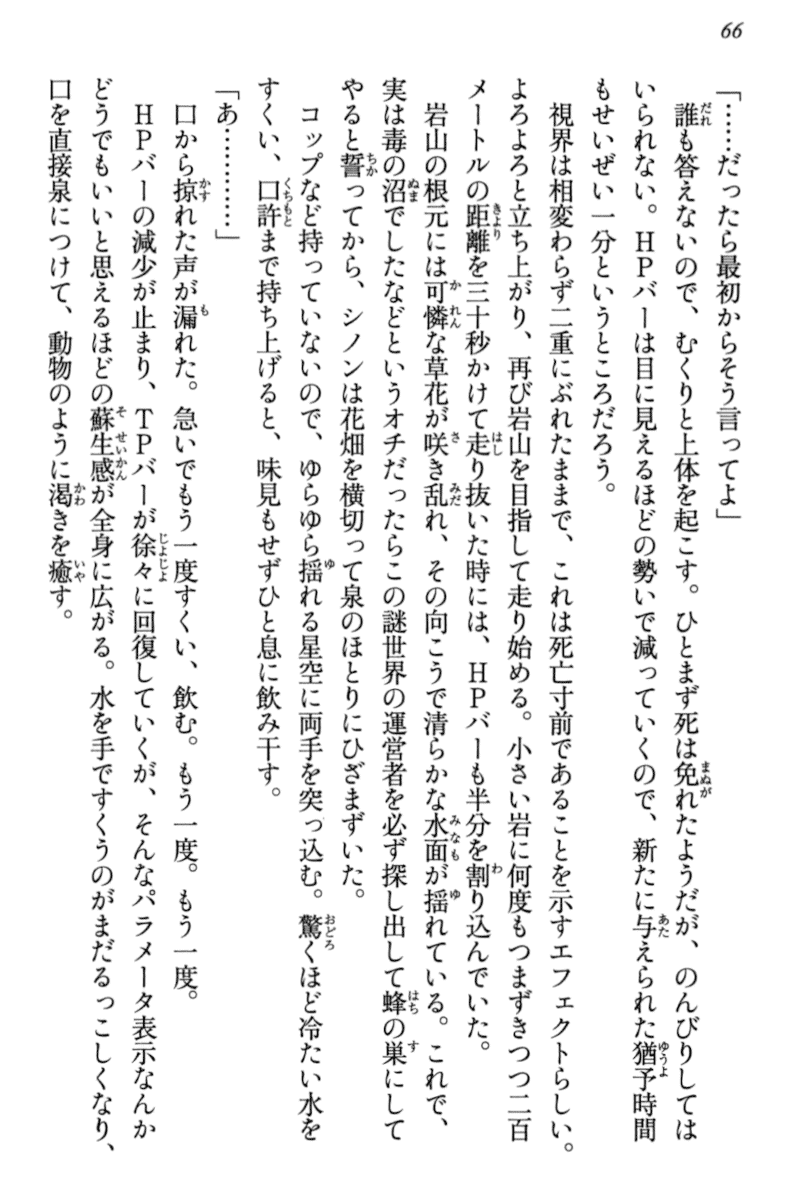 66
「……だったら最初からそう言ってよ」
誰も答えないので、むくりと上体を起こす。ひとまず死は免れたようだが、のんびりしては
いられない。ＨＰバーは目に見えるほどの勢いで減っていくので、新たに与えられた猶予時間
もせいぜい一分というところだろう。
視界は相変わらず二重にぶれたままで、これは死亡寸前であることを示すエフェクトらしい。
よろよろと立ち上がり、再び岩山を目指して走り始める。小さい岩に何度もつまずきつつ二百
メートルの距離を三十秒かけて走り抜いた時には、ＨＰバーも半分を割り込んでいた。
岩山の根元には可憐な草花が咲き乱れ、その向こうで清らかな水面が揺れている。これで、
実は毒の沼でしたなどというオチだったらこの謎世界の運営者を必ず探し出して蜂の巣にして
やると誓ってから、シノンは花畑を横切って泉のほとりにひざまずいた。
コップなど持っていないので、ゆらゆら揺れる星空に両手を突っ込む。驚くほど冷たい水を
すくい、口許まで持ち上げると、味見もせずひと息に飲み干す。
「あ…………」
口から掠れた声が漏れた。急いでもう一度すくい、飲む。もう一度。もう一度。
ＨＰバーの減少が止まり、ＴＰバーが徐々に回復していくが、そんなパラメータ表示なんか
どうでもいいと思えるほどの蘇生感が全身に広がる。水を手ですくうのがまだるっこしくなり、
口を直接泉につけて、動物のように渇きを癒す。